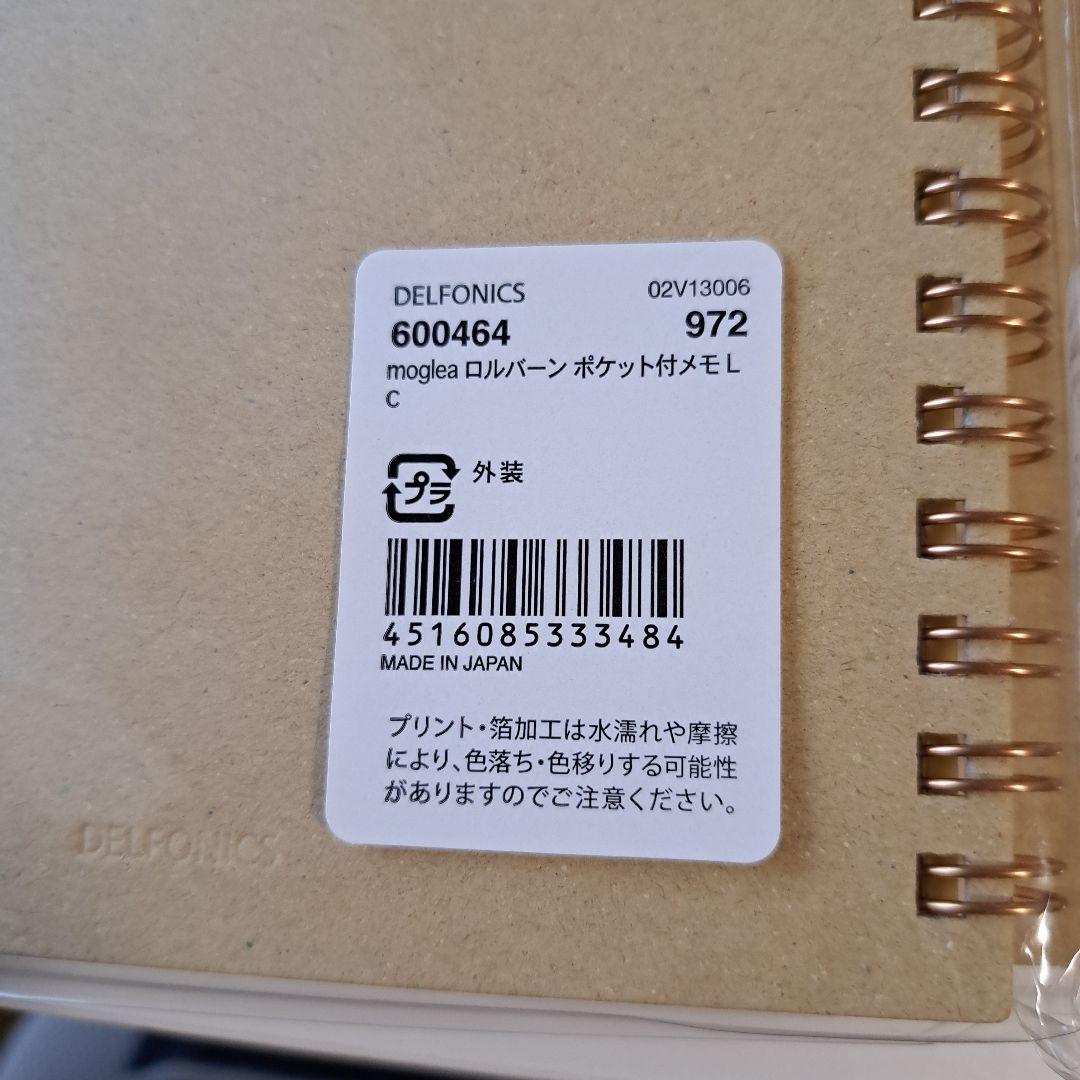 DELFONICS 02V13006
600464 972
moglea ロルバーン ポケット付メモ L
C
プラ 外装
4516085333484
MADE IN JAPAN
プリント・箔加工は水濡れや摩擦
により、色落ち・色移りする可能性
がありますのでご注意ください。
DELFONICS